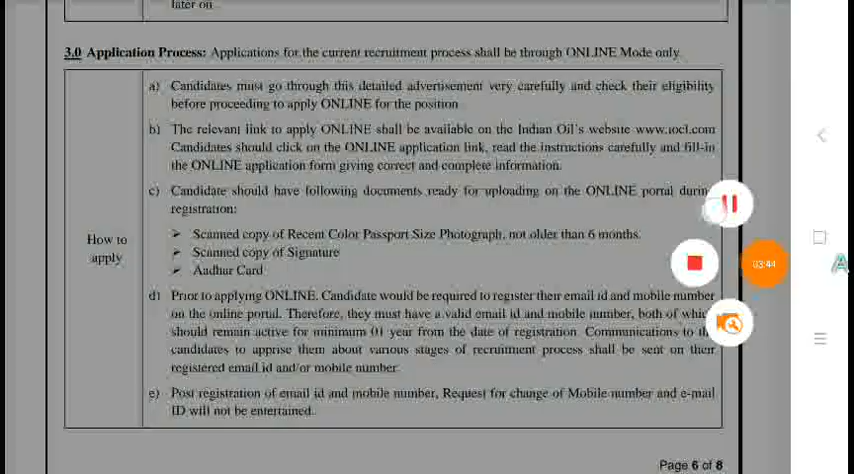 later on
3.0 Application Process: Applications for the current recruitment process shall be through ONLINE Mode only.
a) Candidates must go through this detailed advertisement very carefully and check their eligibility
before proceeding to apply ONLINE for the position
b) The relevant link to apply ONLINE shall be available on the Indian Oil's website www.iocl.com
Candidates should click on the ONLINE application link, read the instructions carefully and fill-in
the ONLINE application form giving correct and complete information.
c) Candidate should have following documents ready for uploading on the ONLINE portal durin
registration:
➢ Scanned copy of Recent Color Passport Size Photograph, not older than 6 months.
➢ Scanned copy of Signature
➢ Aadhar Card
How to
apply
d) Prior to applying ONLINE, Candidate would be required to register their email id and mobile number
on the online portal. Therefore, they must have a valid email id and mobile number, both of whi
should remain active for minimum 01 year from the date of registration. Communications to th
candidates to apprise them about various stages of recruitment process shall be sent on their
registered email id and/or mobile number
e) Post registration of email id and mobile number, Request for change of Mobile number and e-mail
ID will not be entertained.
Page 6 of 8
03:44
A